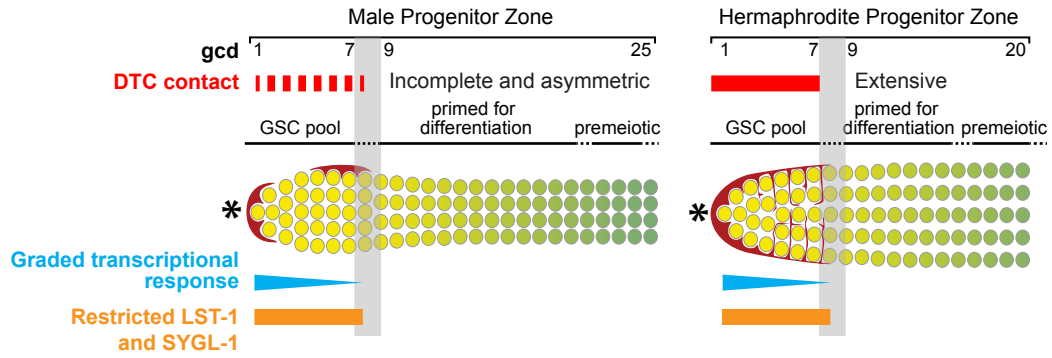 Male Progenitor Zone
Hermaphrodite Progenitor Zone
gcd 1 7 9 25
1 7 9 20
DTC contact
Incomplete and asymmetric
Extensive
GSC pool
primed for
differentiation
premeiotic
GSC pool
primed for
differentiation
premeiotic
*
*
Graded transcriptional
response
Restricted LST-1
and SYGL-1